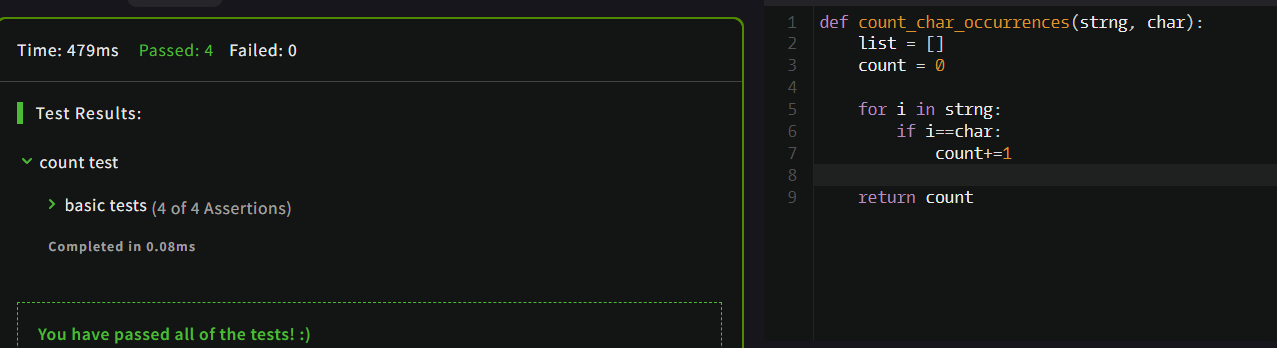 Time: 479ms Passed: 4 Failed: 0
Test Results:
count test
basic tests (4 of 4 Assertions)
Completed in 0.08ms
You have passed all of the tests! :)
1 def count_char_occurrences(strng, char):
2     list = []
3     count = 0
4
5     for i in strng:
6         if i==char:
7             count+=1
8
9     return count